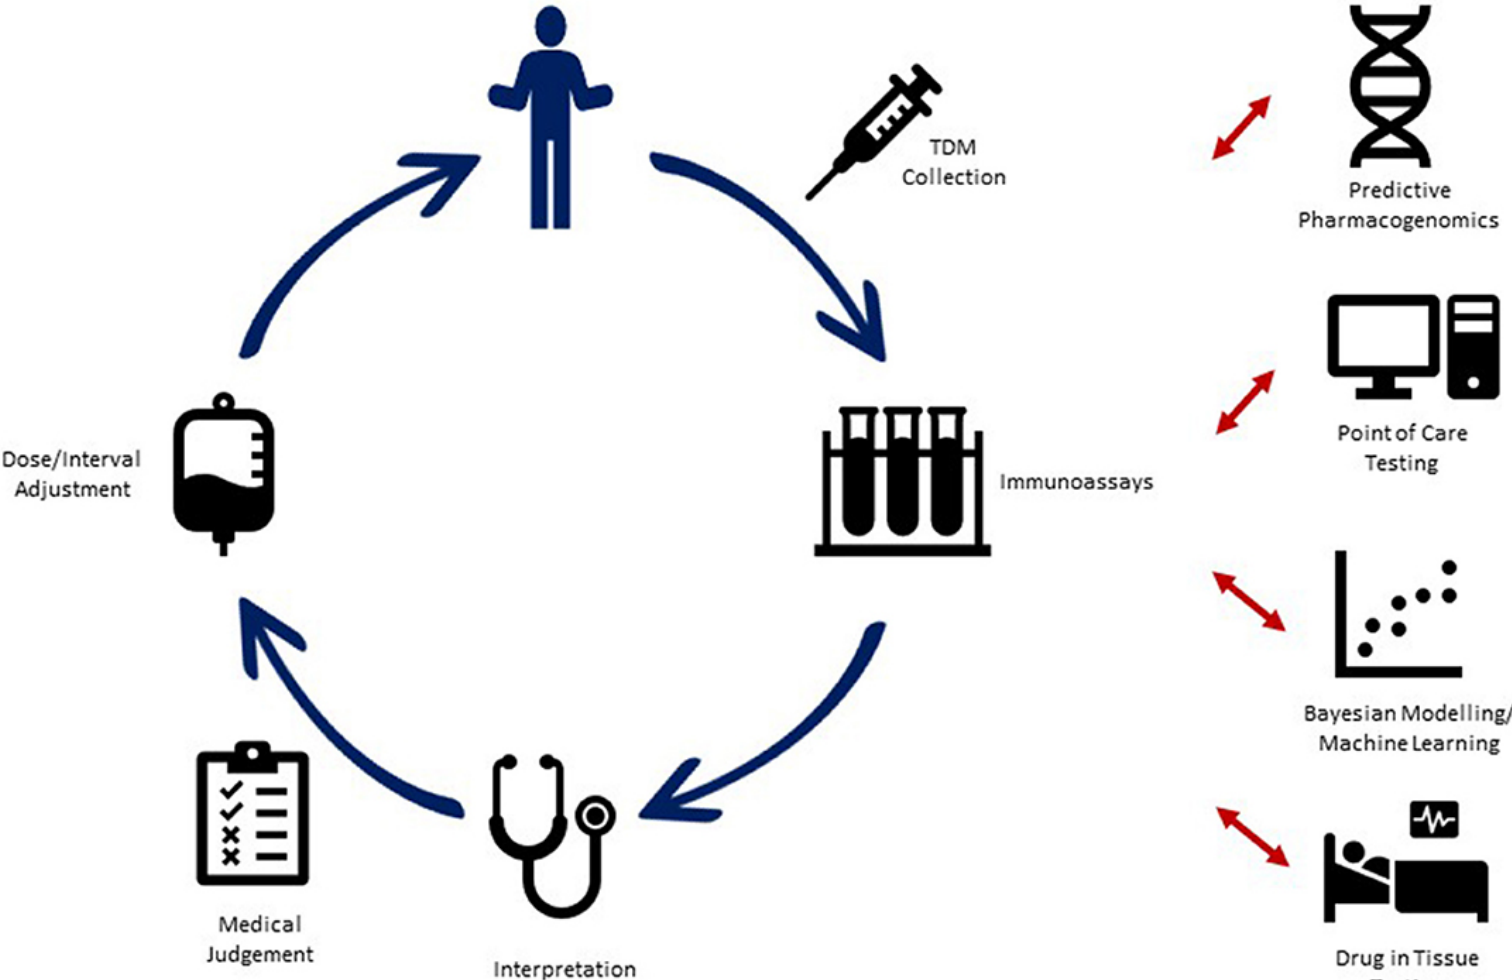 TDM
Collection
Predictive
Pharmacogenomics
Point of Care
Testing
Dose/Interval
Adjustment
Immunoassays
Bayesian Modelling/
Machine Learning
Medical
Judgement
Interpretation
Drug in Tissue